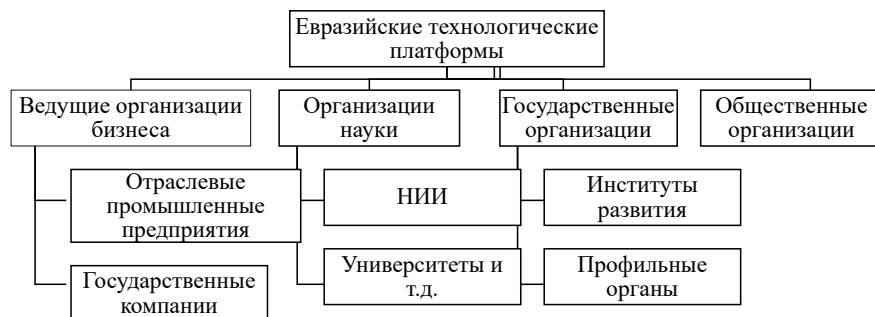 Евразийские технологические
платформы
Ведущие организации
бизнеса
Организации
науки
Государственные
организации
Общественные
организации
Отраслевые
промышленные
предприятия
НИИ
Институты
развития
Государственные
компании
Университеты и
т.д.
Профильные
органы